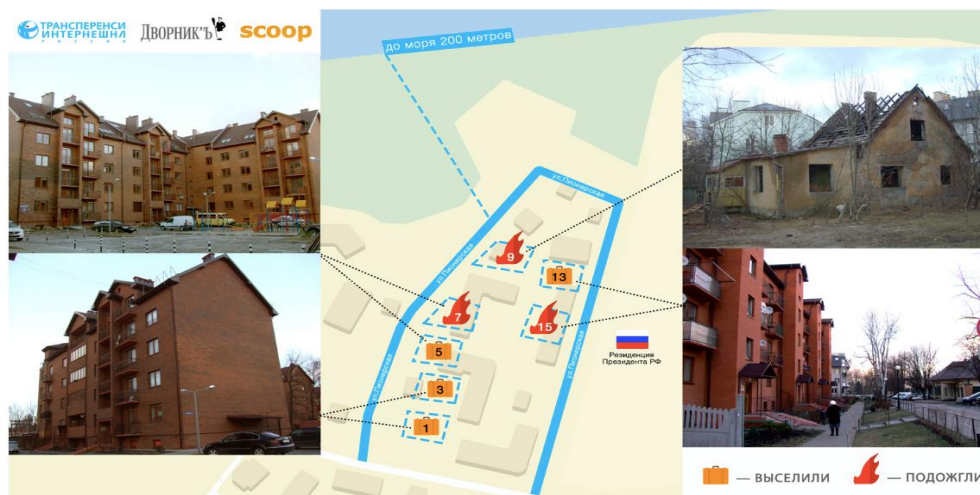 ТРАНСПЕРЕНСИ
ИНТЕРНЕШНЛ
РОССИЯ
ДВОРНИК'Ъ
scoop
до моря 200 метров
ул.Пионерская
ул.Пионерская
9
13
7
15
5
ул.Пионерская
Резиденция
Президента РФ
3
1
— ВЫСЕЛИЛИ
— ПОДОЖГЛИ